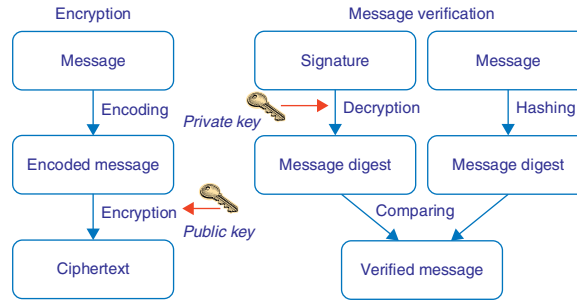 Encryption
Message
Encoding
Encoded message
Encryption
Public key
Ciphertext
Message verification
Signature
Message
Private key
Decryption
Hashing
Message digest
Message digest
Comparing
Verified message